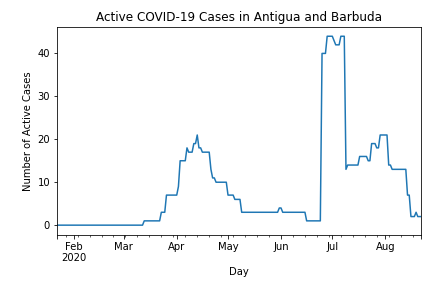 Active COVID-19 Cases in Antigua and Barbuda
40
30
20
10
0
Number of Active Cases
Feb Mar Apr May Jun Jul Aug
2020
Day